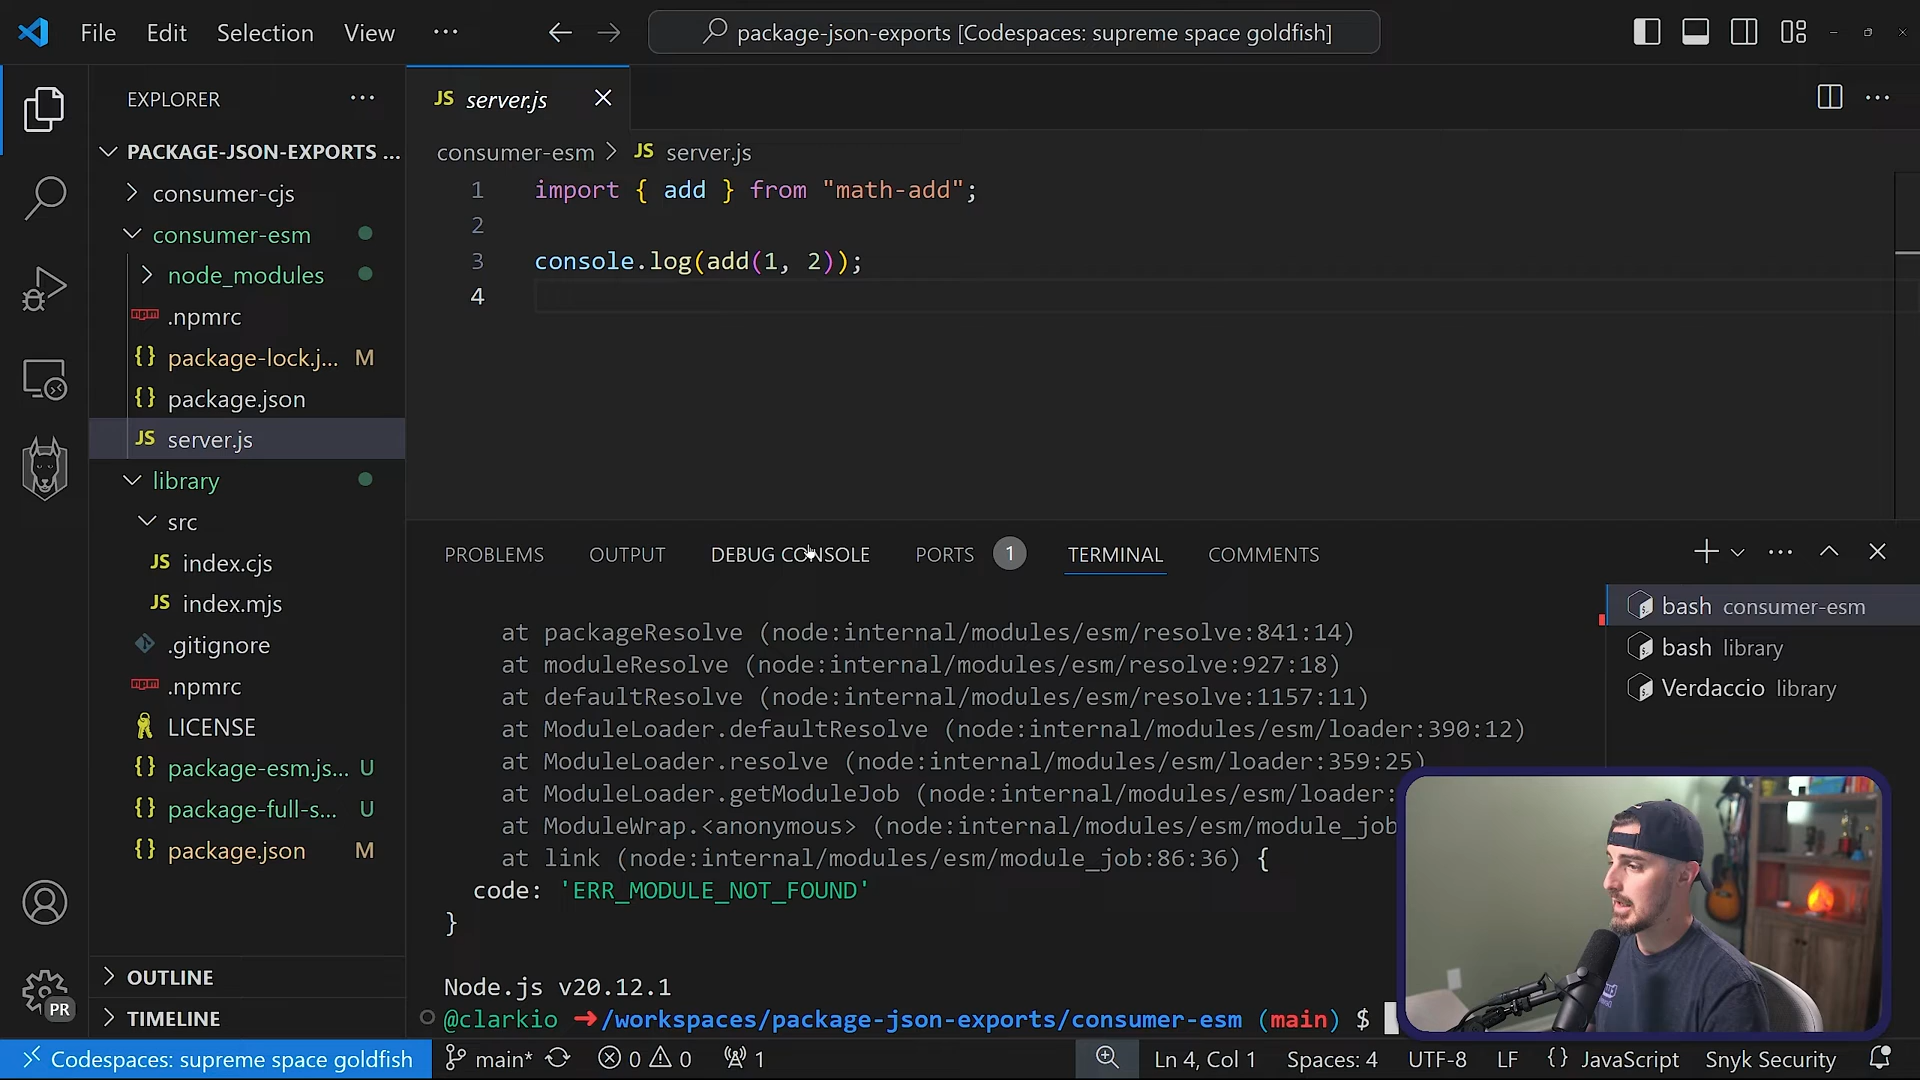 File Edit Selection View ··· package-json-exports [Codespaces: supreme space goldfish]
EXPLORER
PACKAGE-JSON-EXPORTS ...
consumer-cjs
consumer-esm
node_modules
.npmrc
package-lock.j... M
package.json
JS server.js
library
src
JS index.cjs
JS index.mjs
.gitignore
.npmrc
LICENSE
package-esm.js... U
package-full-s... U
package.json M
OUTLINE
TIMELINE
PR
JS server.js
consumer-esm > JS server.js
1 import { add } from "math-add";
2
3 console.log(add(1, 2));
4
PROBLEMS OUTPUT DEBUG CONSOLE PORTS 1 TERMINAL COMMENTS
at packageResolve (node:internal/modules/esm/resolve:841:14)
at moduleResolve (node:internal/modules/esm/resolve:927:18)
at defaultResolve (node:internal/modules/esm/resolve:1157:11)
at ModuleLoader.defaultResolve (node:internal/modules/esm/loader:390:12)
at ModuleLoader.resolve (node:internal/modules/esm/loader:359:25)
at ModuleLoader.getModuleJob (node:internal/modules/esm/loader:
at ModuleWrap.<anonymous> (node:internal/modules/esm/module_job
at link (node:internal/modules/esm/module_job:86:36) {
code: 'ERR_MODULE_NOT_FOUND'
}
Node.js v20.12.1
@clarkio ➜/workspaces/package-json-exports/consumer-esm (main) $
bash consumer-esm
bash library
Verdaccio library
Codespaces: supreme space goldfish main* 0 0 1 Ln 4, Col 1 Spaces: 4 UTF-8 LF {} JavaScript Snyk Security